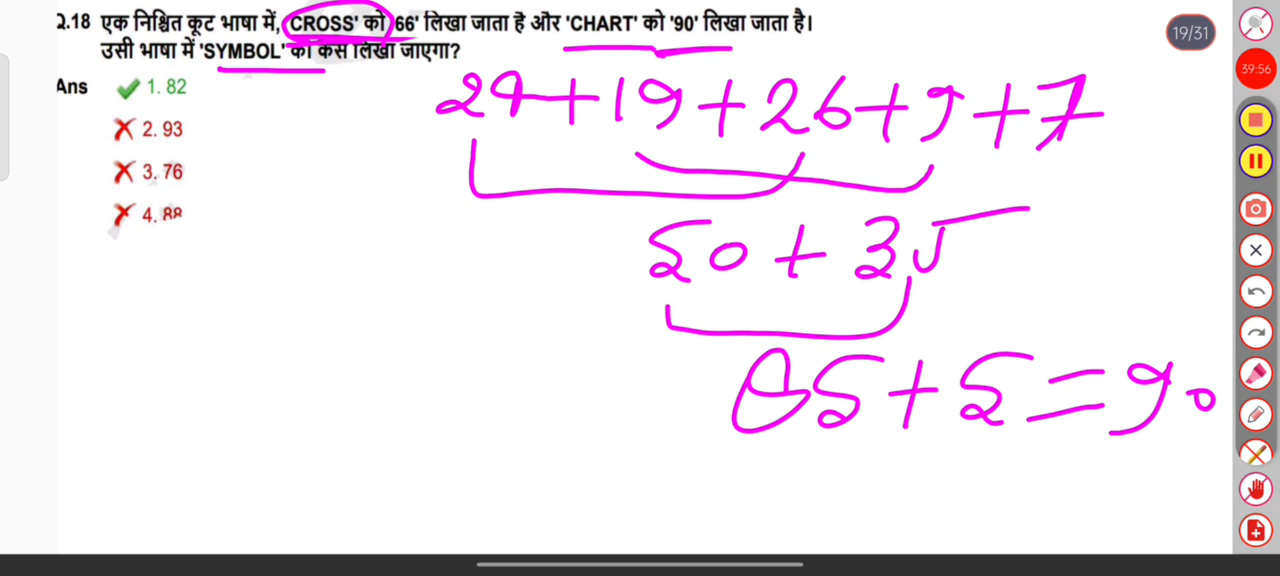 Q.18 एक निश्चित कूट भाषा में, 'CROSS' को '66' लिखा जाता है और 'CHART' को '90' लिखा जाता है।
उसी भाषा में 'SYMBOL' को कैसे लिखा जाएगा?
Ans 1. 82
2. 93
3. 76
4. 88
24+19+26+9+7
50+35
85+5=90
19/31
39:56